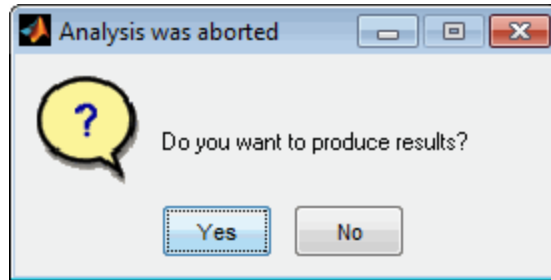 Analysis was aborted
?
Do you want to produce results?
Yes
No